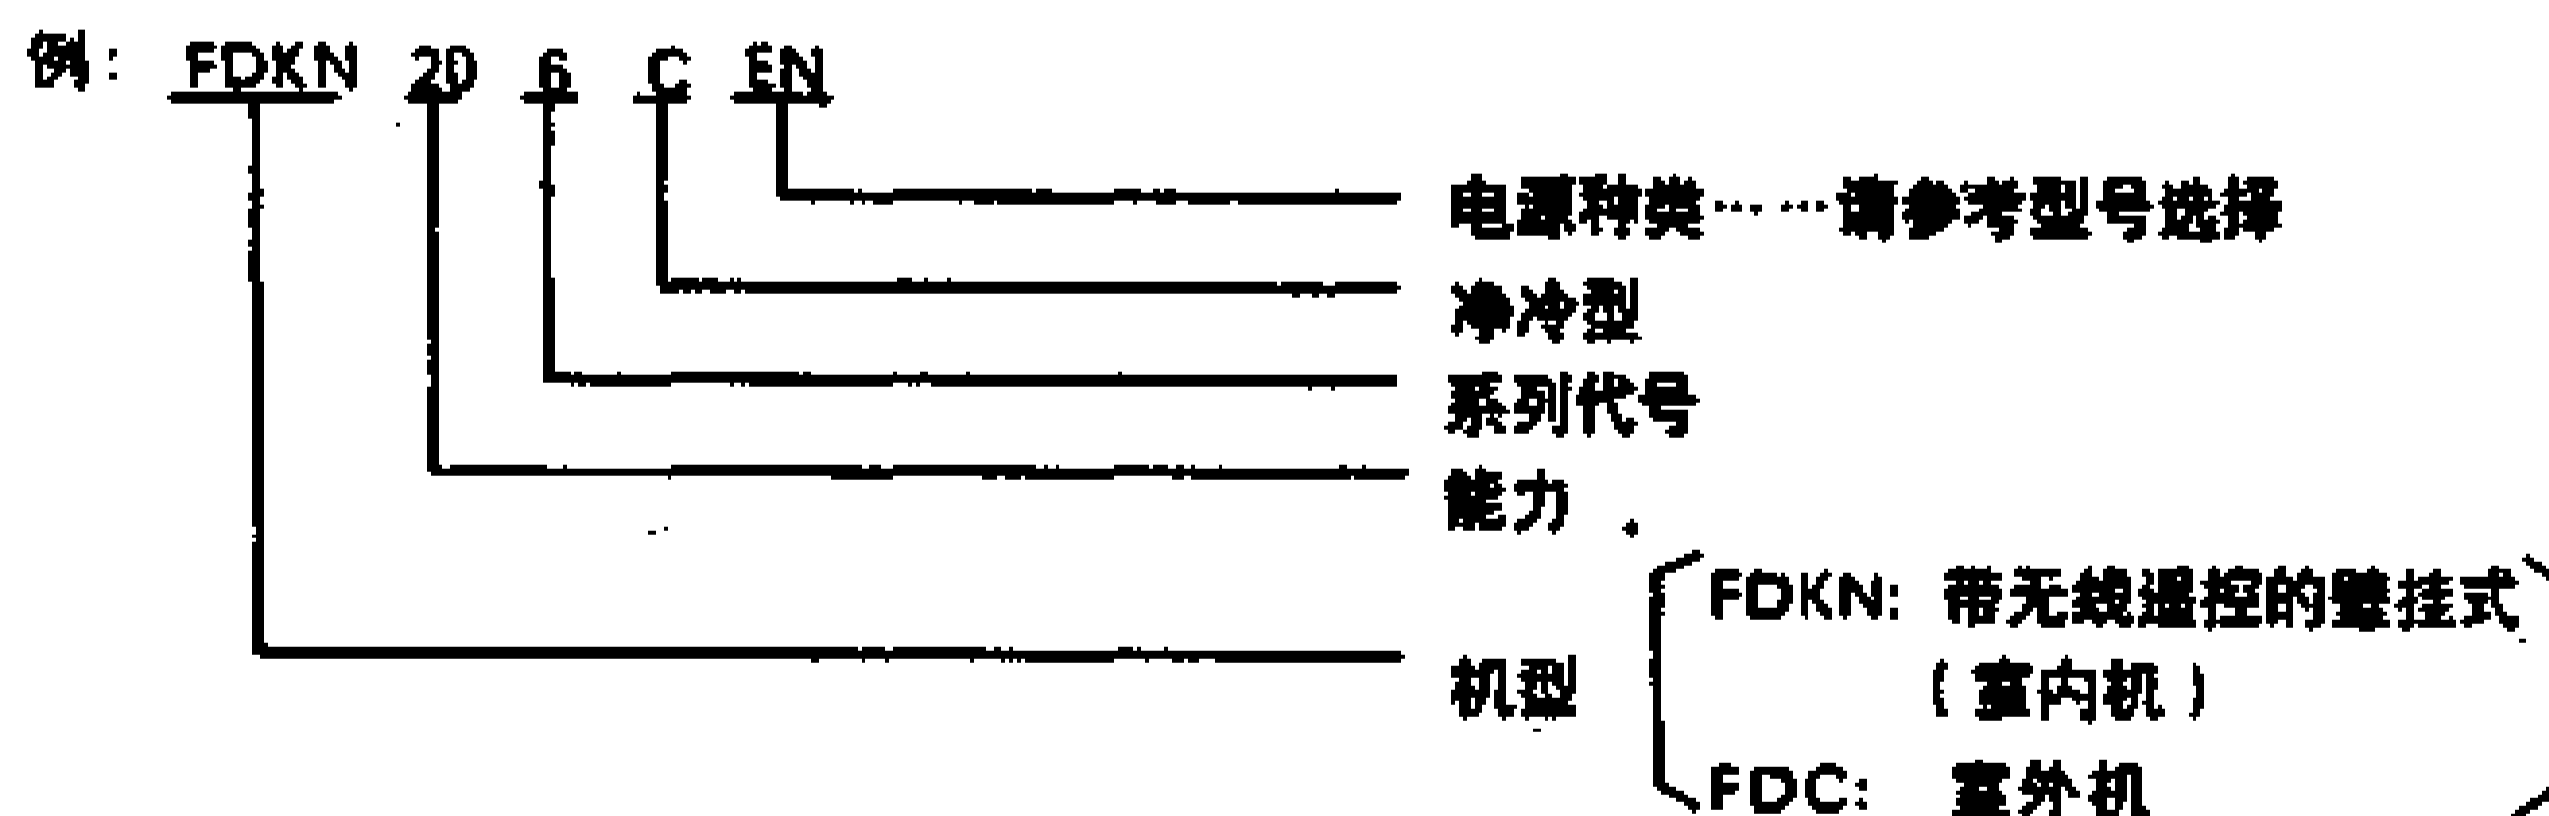 例: FDKN 20 6 C EN
电源种类……请参考型号选择
净冷型
系列代号
能力
机型
FDKN: 带无线遥控的壁挂式
(室内机)
FDC: 室外机